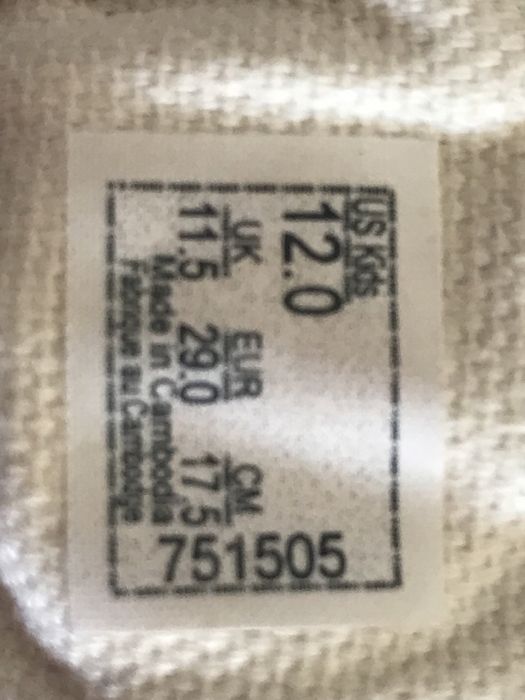 US Kids
12.0
UK EUR CM
11.5 29.0 17.5
Made in Cambodia
Fabriqué au Cambodge
751505